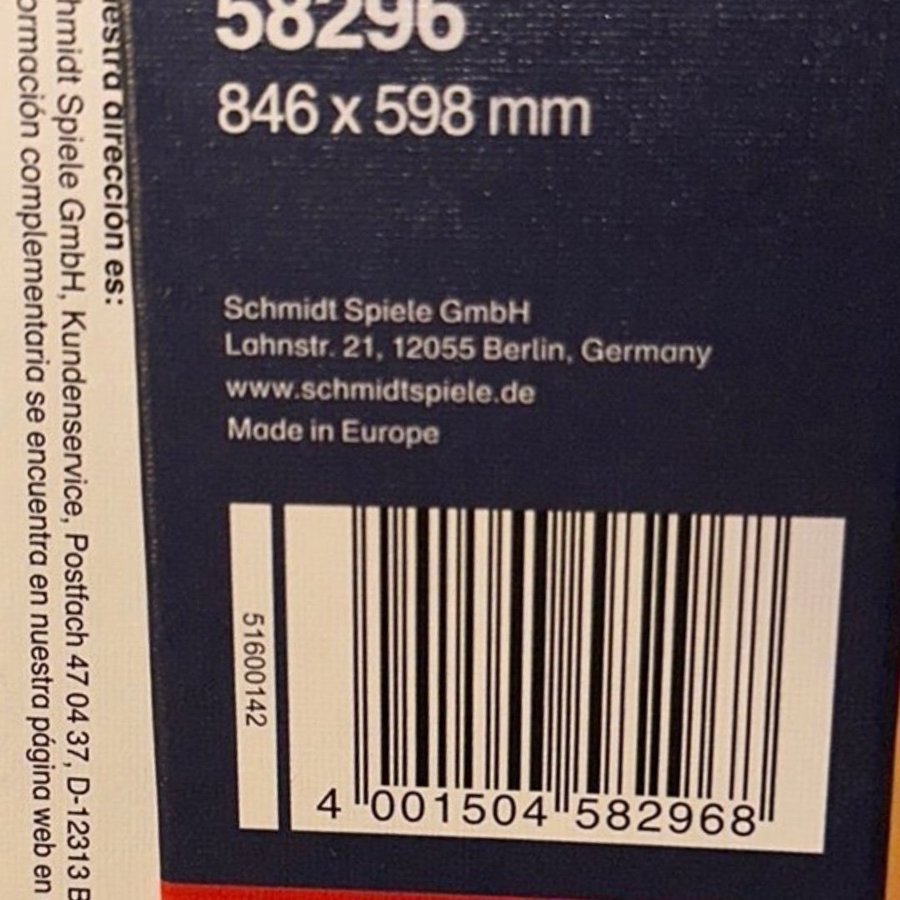 58296
846 x 598 mm
Schmidt Spiele GmbH
Lahnstr. 21, 12055 Berlin, Germany
www.schmidtspiele.de
Made in Europe
51600142
4 001504 582968
dirección es:
Spiele GmbH, Kundenservice, Postfach 47 04 37, D-12313
complementaria se encuentra en nuestra página web en